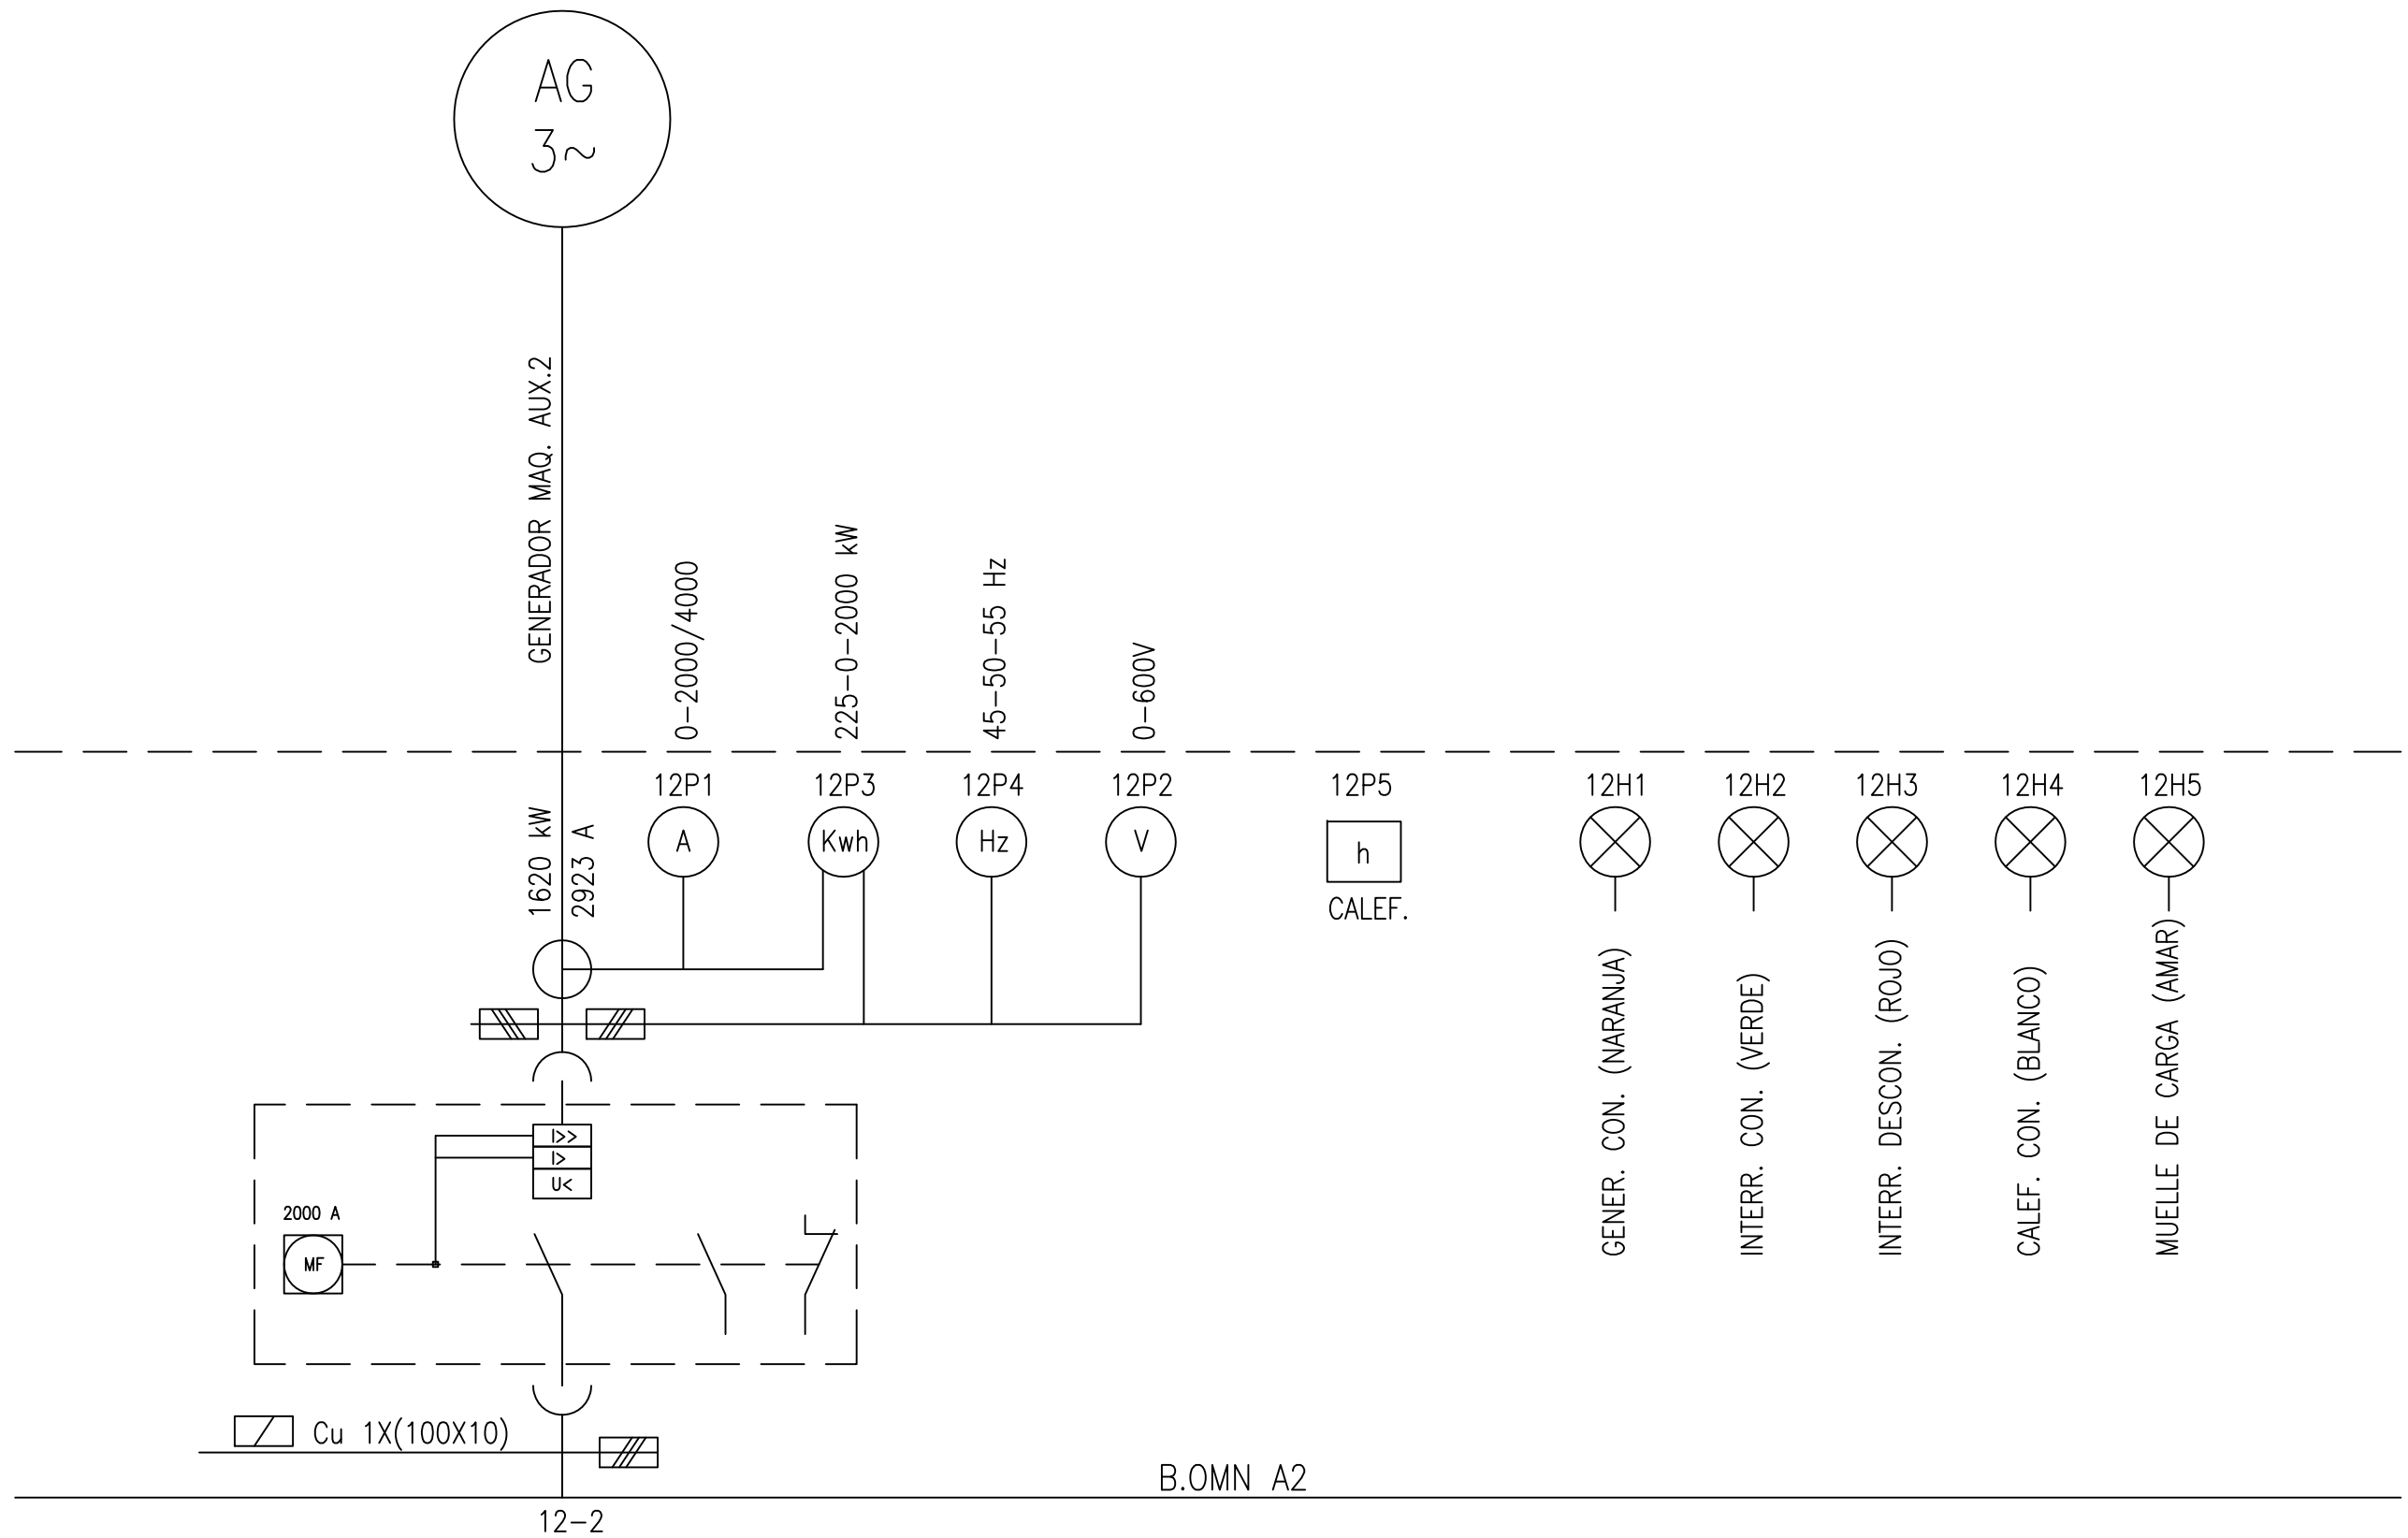 AG
3~
GENERADOR MAQ. AUX.2
0-2000/4000
225-0-2000 kW
45-50-55 Hz
0-600V
1620 kW
2923 A
12P1
12P3
12P4
12P2
12P5
12H1
12H2
12H3
12H4
12H5
A
Kwh
Hz
V
h
CALEF.
GENER. CON. (NARANJA)
INTERR. CON. (VERDE)
INTERR. DESCON. (ROJO)
CALEF. CON. (BLANCO)
MUELLE DE CARGA (AMAR)
I>>
I>
U<
2000 A
MF
Cu 1X(100X10)
B.OMN A2
12-2